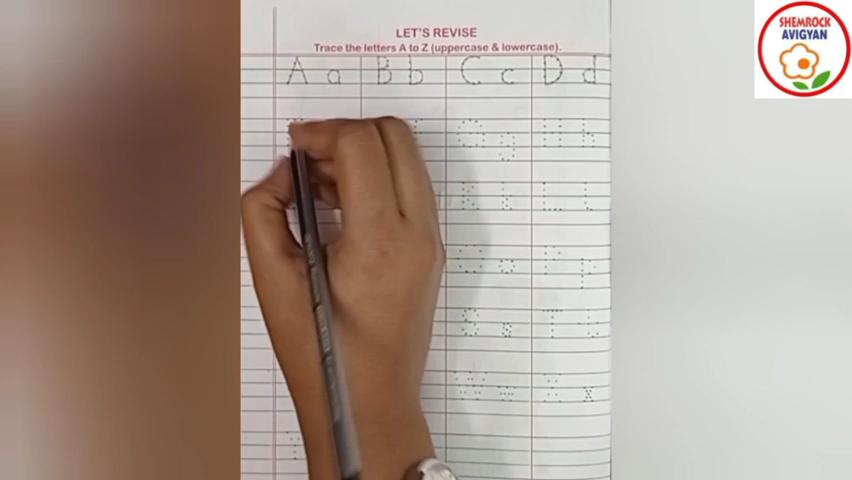 LET'S REVISE
Trace the letters A to Z (uppercase & lowercase).
A a B b C c D d
G g H h
K k L l
O o P p
S s T t
W w X x
SHEMROCK
AVIGYAN